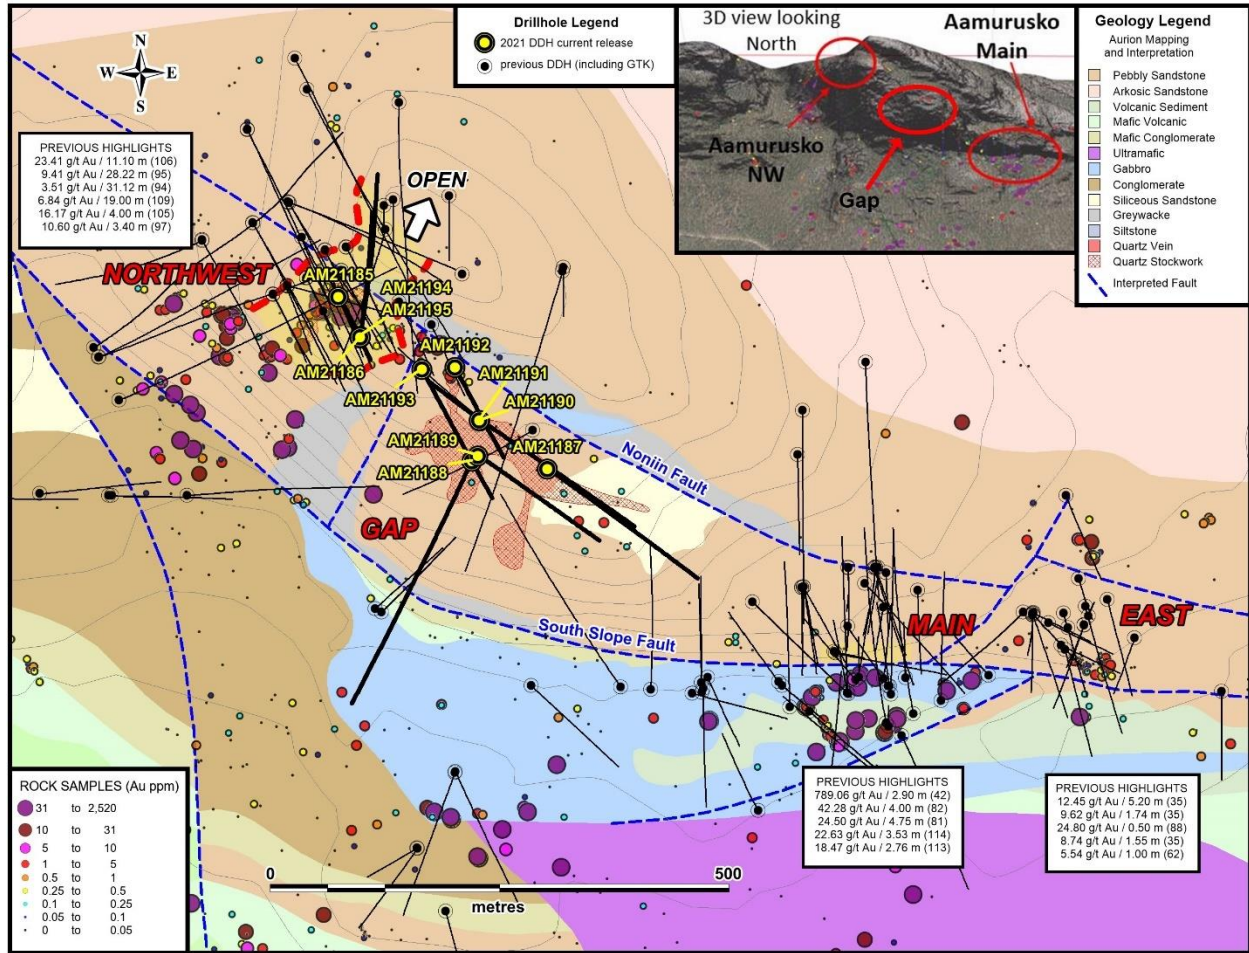 Drillhole Legend
2021 DDH current release
previous DDH (including GTK)
3D view looking
North
Aamurusko
Main
Aamurusko
NW
Gap
Geology Legend
Aurion Mapping
and Interpretation
Pebbly Sandstone
Arkosic Sandstone
Volcanic Sediment
Mafic Volcanic
Mafic Conglomerate
Ultramafic
Gabbro
Conglomerate
Siliceous Sandstone
Greywacke
Siltstone
Quartz Vein
Quartz Stockwork
Interpreted Fault
N
W E
S
PREVIOUS HIGHLIGHTS
23.41 g/t Au / 11.10 m (106)
9.41 g/t Au / 28.22 m (95)
3.51 g/t Au / 31.12 m (94)
6.84 g/t Au / 19.00 m (109)
16.17 g/t Au / 4.00 m (105)
10.60 g/t Au / 3.40 m (97)
OPEN
NORTHWEST
AM21185
AM21194
AM21195
AM21192
AM21186
AM21191
AM21193
AM21190
AM21189
AM21187
AM21188
Noniin Fault
GAP
South Slope Fault
MAIN
EAST
ROCK SAMPLES (Au ppm)
31 to 2,520
10 to 31
5 to 10
1 to 5
0.5 to 1
0.25 to 0.5
0.1 to 0.25
0.05 to 0.1
0 to 0.05
0 500
metres
PREVIOUS HIGHLIGHTS
789.06 g/t Au / 2.90 m (42)
42.28 g/t Au / 4.00 m (82)
24.50 g/t Au / 4.75 m (81)
22.63 g/t Au / 3.53 m (114)
18.47 g/t Au / 2.76 m (113)
PREVIOUS HIGHLIGHTS
12.45 g/t Au / 5.20 m (35)
9.62 g/t Au / 1.74 m (35)
24.80 g/t Au / 0.50 m (88)
8.74 g/t Au / 1.55 m (35)
5.54 g/t Au / 1.00 m (62)